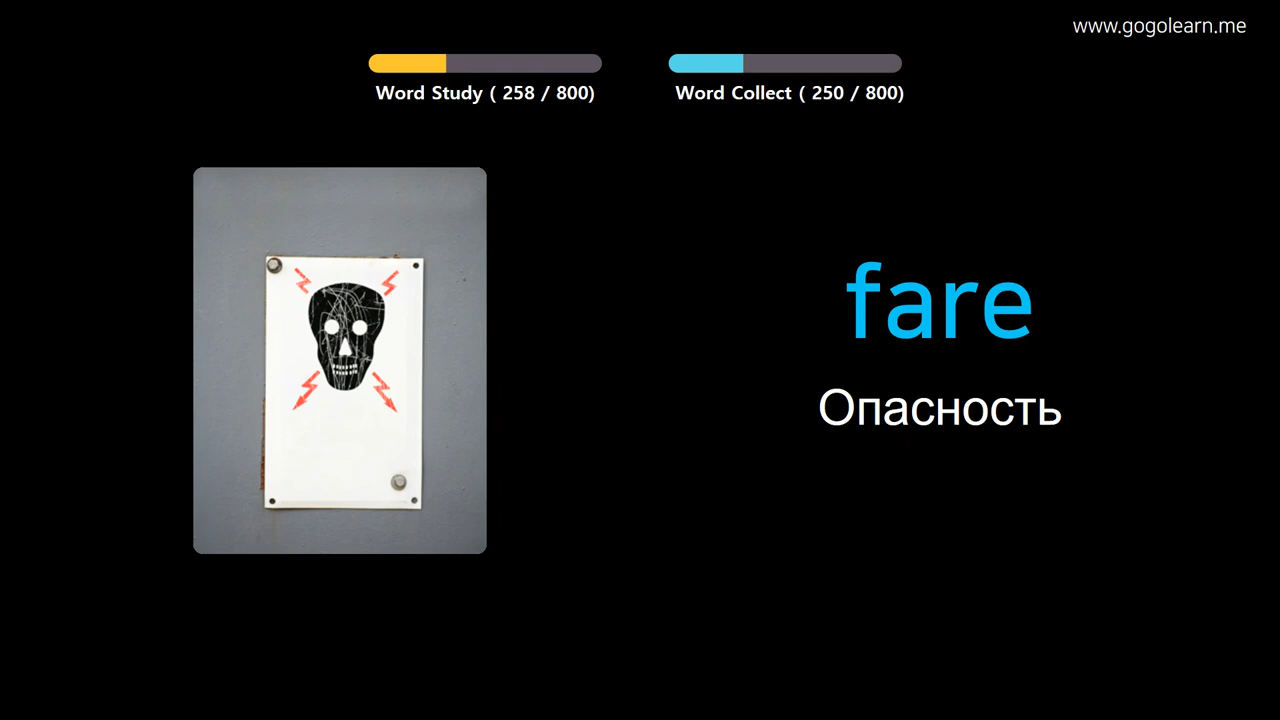 www.gogolearn.me
Word Study ( 258 / 800)
Word Collect ( 250 / 800)
fare
Опасность